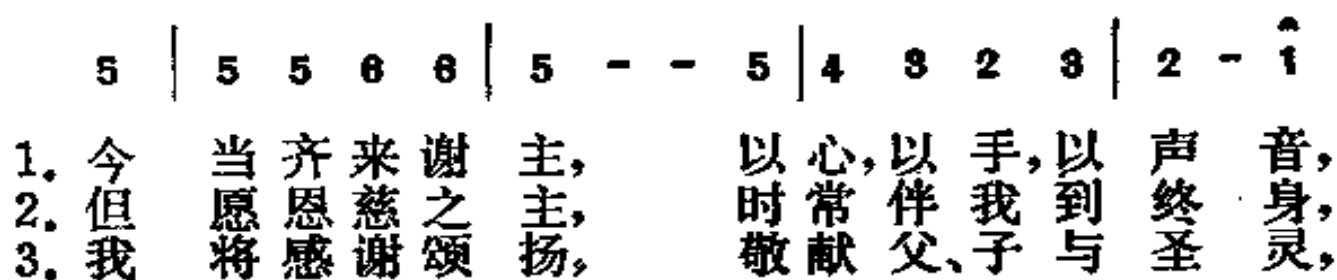 5 | 5 5 6 6 | 5 - - 5 | 4 3 2 3 | 2 - 1
1. 今 当 齐 来 谢 主, 以 心, 以 手, 以 声 音,
2. 但 愿 恩 慈 之 主, 时 常 伴 我 到 终 身,
3. 我 将 感 谢 颂 扬, 敬 献 父、子 与 圣 灵,